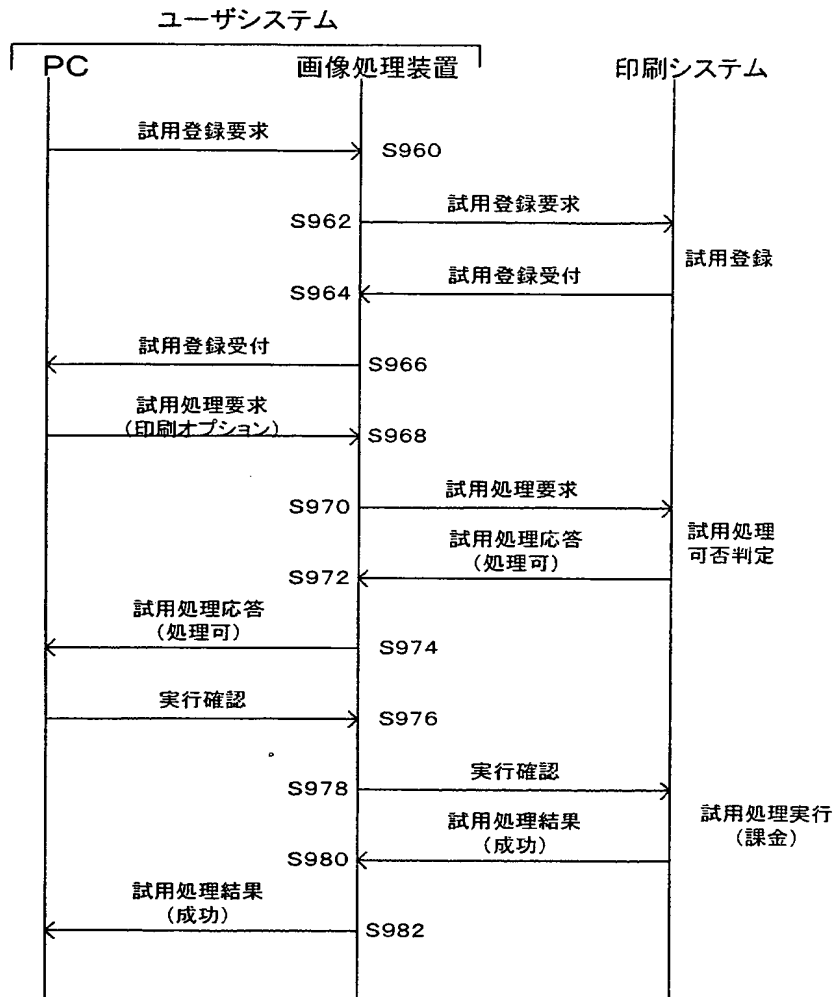 ユーザシステム
PC 画像処理装置 印刷システム
試用登録要求
S960
S962 試用登録要求
試用登録
S964 試用登録受付
試用登録受付
S966
試用処理要求
(印刷オプション)
S968
S970 試用処理要求
試用処理
可否判定
試用処理応答
(処理可)
S972
試用処理応答
(処理可)
S974
実行確認
S976
S978 実行確認
試用処理実行
(課金)
試用処理結果
(成功)
S980
試用処理結果
(成功)
S982